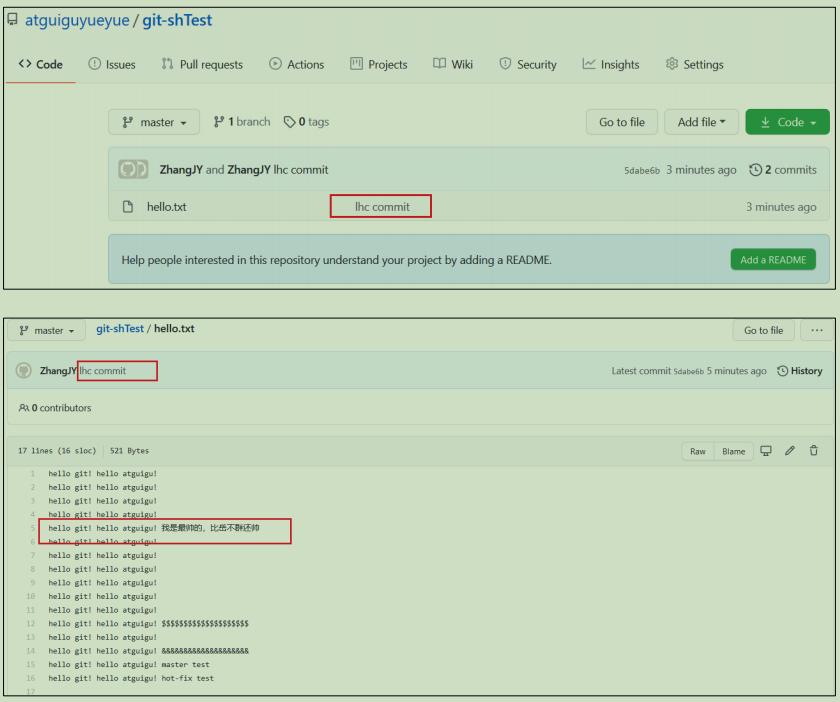 atguiguyueyue / git-shTest
Code Issues Pull requests Actions Projects Wiki Security Insights Settings
master 1 branch 0 tags Go to file Add file Code
ZhangJY and ZhangJY lhc commit 5dabe6b 3 minutes ago 2 commits
hello.txt lhc commit 3 minutes ago
Help people interested in this repository understand your project by adding a README. Add a README
master git-shTest / hello.txt Go to file ...
ZhangJY lhc commit Latest commit 5dabe6b 5 minutes ago History
0 contributors
17 lines (16 sloc) 521 Bytes Raw Blame
1 hello git! hello atguigu!
2 hello git! hello atguigu!
3 hello git! hello atguigu!
4 hello git! hello atguigu!
5 hello git! hello atguigu! 我是最帅的，比岳不群还帅
6 hello git! hello atguigu!
7 hello git! hello atguigu!
8 hello git! hello atguigu!
9 hello git! hello atguigu!
10 hello git! hello atguigu!
11 hello git! hello atguigu!
12 hello git! hello atguigu! $$$$$$$$$$$$$$$$$$$$
13 hello git! hello atguigu!
14 hello git! hello atguigu! &&&&&&&&&&&&&&&&&&&&
15 hello git! hello atguigu! master test
16 hello git! hello atguigu! hot-fix test
17